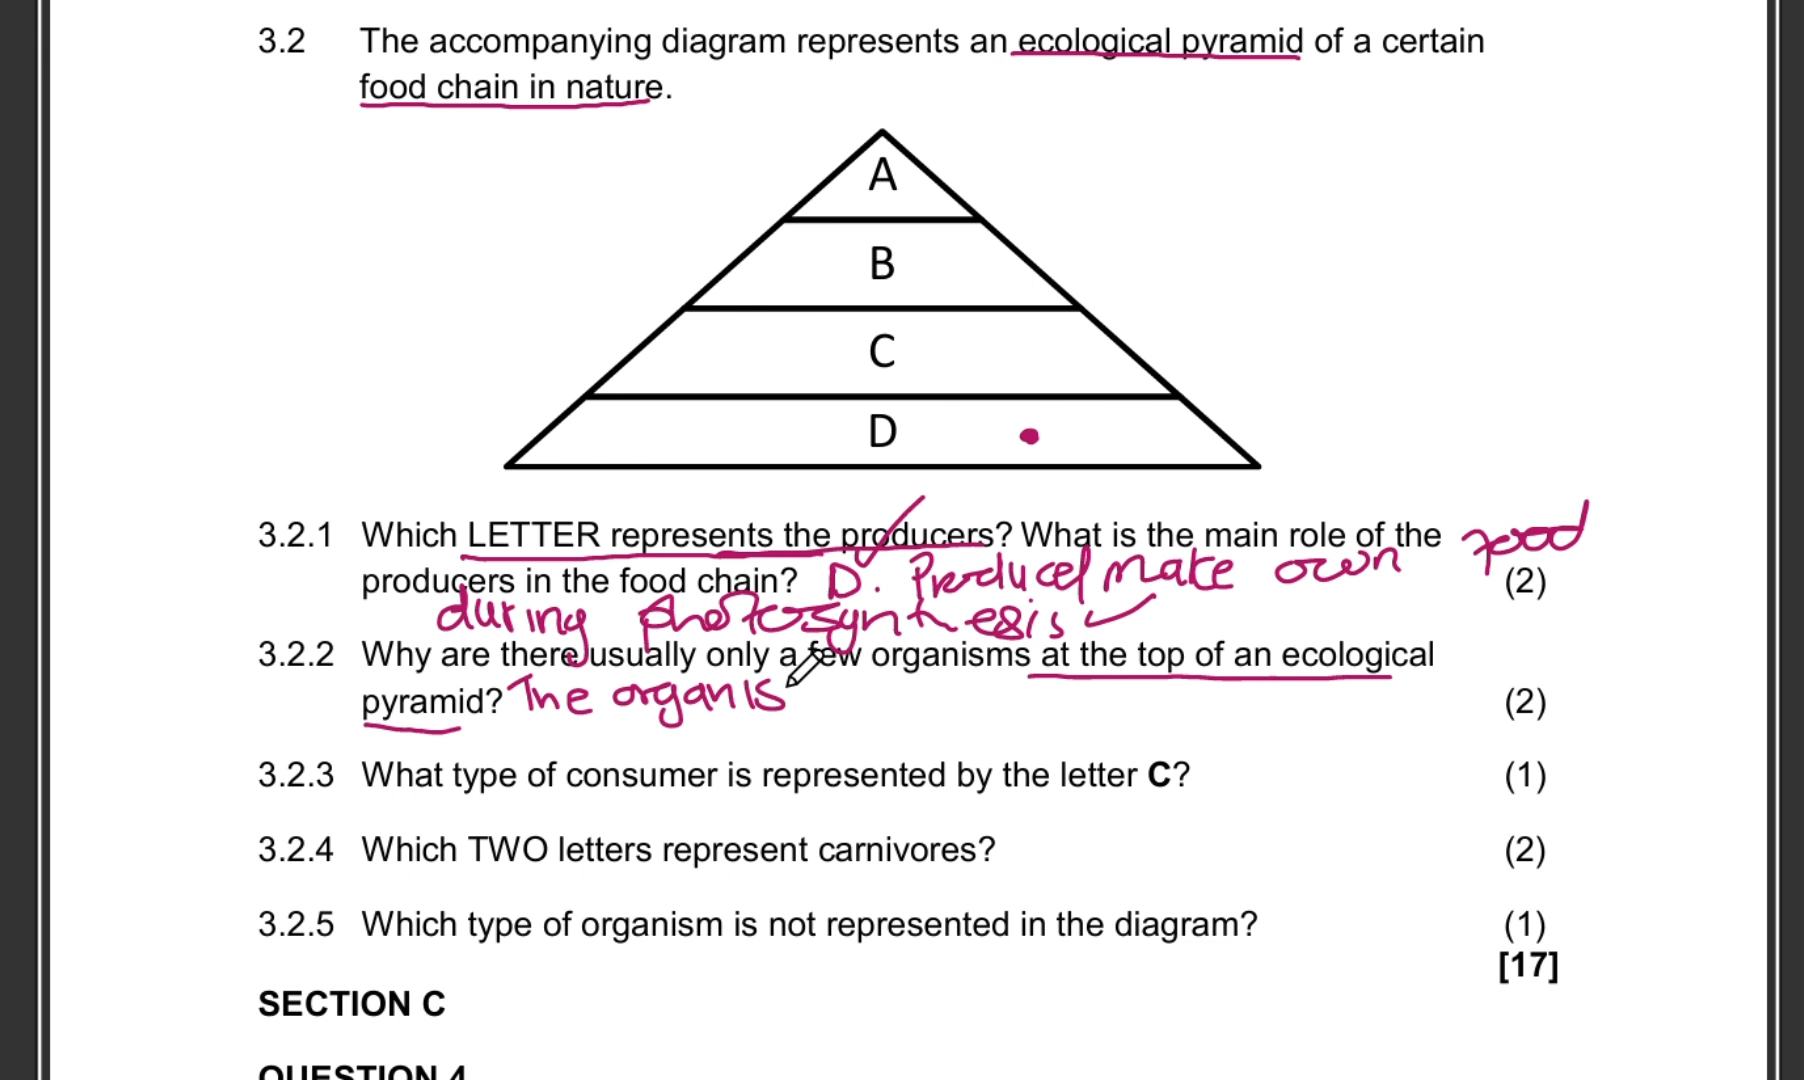 3.2 The accompanying diagram represents an ecological pyramid of a certain
food chain in nature.
A
B
C
D
3.2.1 Which LETTER represents the producers? What is the main role of the food
producers in the food chain? D. Producer make own (2)
during photosynthesis
3.2.2 Why are there usually only a few organisms at the top of an ecological
pyramid? The organis (2)
3.2.3 What type of consumer is represented by the letter C? (1)
3.2.4 Which TWO letters represent carnivores? (2)
3.2.5 Which type of organism is not represented in the diagram? (1)
[17]
SECTION C
QUESTION 4